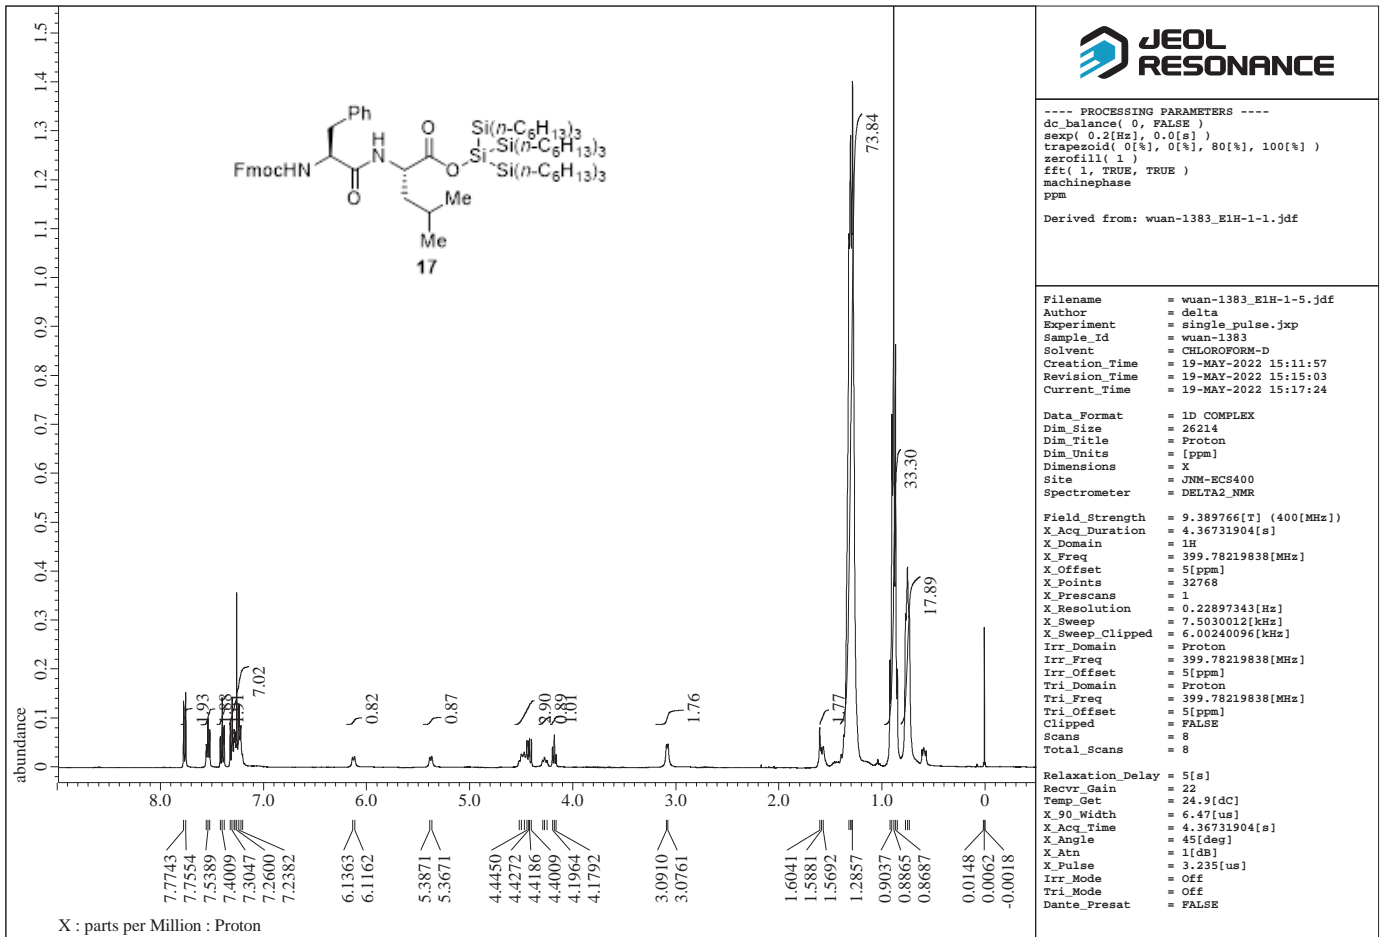 JEOL
RESONANCE
---- PROCESSING PARAMETERS ----
dc_balance( 0, FALSE )
sexp( 0.2[Hz], 0.0[s] )
trapezoid( 0[%], 0[%], 80[%], 100[%] )
zerofill( 1 )
fft( 1, TRUE, TRUE )
machinephase
ppm
Derived from: wuan-1383_E1H-1-1.jdf
Filename = wuan-1383_E1H-1-5.jdf
Author = delta
Experiment = single_pulse.jxp
Sample_Id = wuan-1383
Solvent = CHLOROFORM-D
Creation_Time = 19-MAY-2022 15:11:57
Revision_Time = 19-MAY-2022 15:15:03
Current_Time = 19-MAY-2022 15:17:24
Data_Format = 1D COMPLEX
Dim_Size = 26214
Dim_Title = Proton
Dim_Units = [ppm]
Dimensions = X
Site = JNM-ECS400
Spectrometer = DELTA2_NMR
Field_Strength = 9.389766[T] (400[MHz])
X_Acq_Duration = 4.36731904[s]
X_Domain = 1H
X_Freq = 399.78219838[MHz]
X_Offset = 5[ppm]
X_Points = 32768
X_Prescans = 1
X_Resolution = 0.22897343[Hz]
X_Sweep = 7.5030012[kHz]
X_Sweep_Clipped = 6.00240096[kHz]
Irr_Domain = Proton
Irr_Freq = 399.78219838[MHz]
Irr_Offset = 5[ppm]
Tri_Domain = Proton
Tri_Freq = 399.78219838[MHz]
Tri_Offset = 5[ppm]
Clipped = FALSE
Scans = 8
Total_Scans = 8
Relaxation_Delay = 5[s]
Recvr_Gain = 22
Temp_Get = 24.9[dC]
X_90_Width = 6.47[us]
X_Acq_Time = 4.36731904[s]
X_Angle = 45[deg]
X_Atn = 1[dB]
X_Pulse = 3.235[us]
Irr_Mode = Off
Tri_Mode = Off
Dante_Presat = FALSE
Ph
O
Si(n-C6H13)3
H
N
Si
Si(n-C6H13)3
O
Si(n-C6H13)3
FmocHN
O
Me
Me
17
abundance
1.5
1.4
1.3
1.2
1.1
1.0
0.9
0.8
0.7
0.6
0.5
0.4
0.3
0.2
0.1
0
1.93
1.88
1.91
7.02
0.82
0.87
2.90
0.89
1.01
1.76
1.77
73.84
33.30
17.89
8.0
7.0
6.0
5.0
4.0
3.0
2.0
1.0
0
7.7743
7.7554
7.5389
7.4009
7.3047
7.2600
7.2382
6.1363
6.1162
5.3871
5.3671
4.4450
4.4272
4.4186
4.4009
4.1964
4.1792
3.0910
3.0761
1.6041
1.5881
1.5692
1.2857
0.9037
0.8865
0.8687
0.0148
0.0062
-0.0018
X : parts per Million : Proton